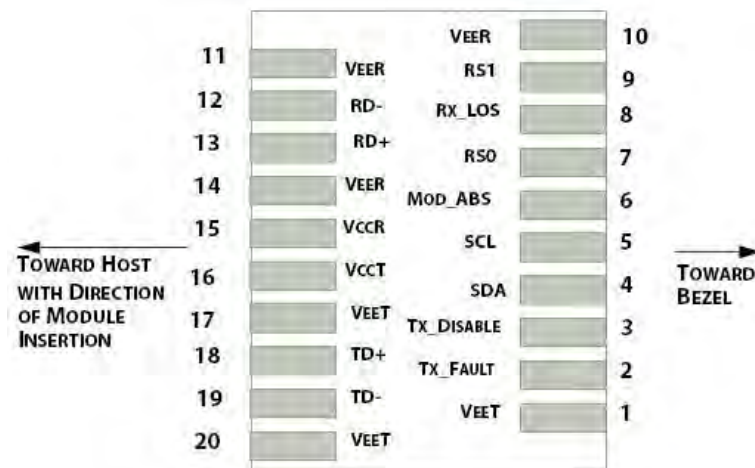 11 VEER
12 RD-
13 RD+
14 VEER
15 VCCR
16 VCCT
17 VEET
18 TD+
19 TD-
20 VEET
TOWARD HOST
WITH DIRECTION
OF MODULE
INSERTION
VEER 10
RS1 9
RX_LOS 8
RS0 7
MOD_ABS 6
SCL 5
SDA 4
TX_DISABLE 3
TX_FAULT 2
VEET 1
TOWARD
BEZEL